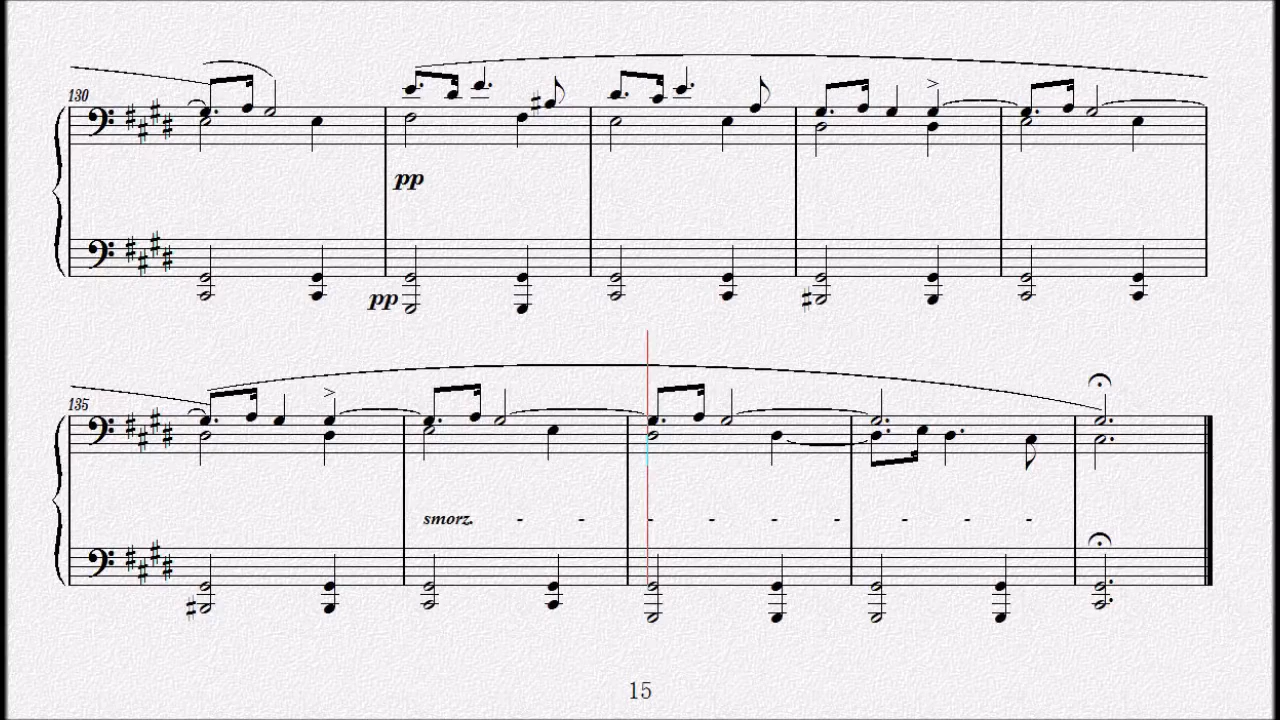 130
pp
pp
135
smorz. - - - - - - - - -
15